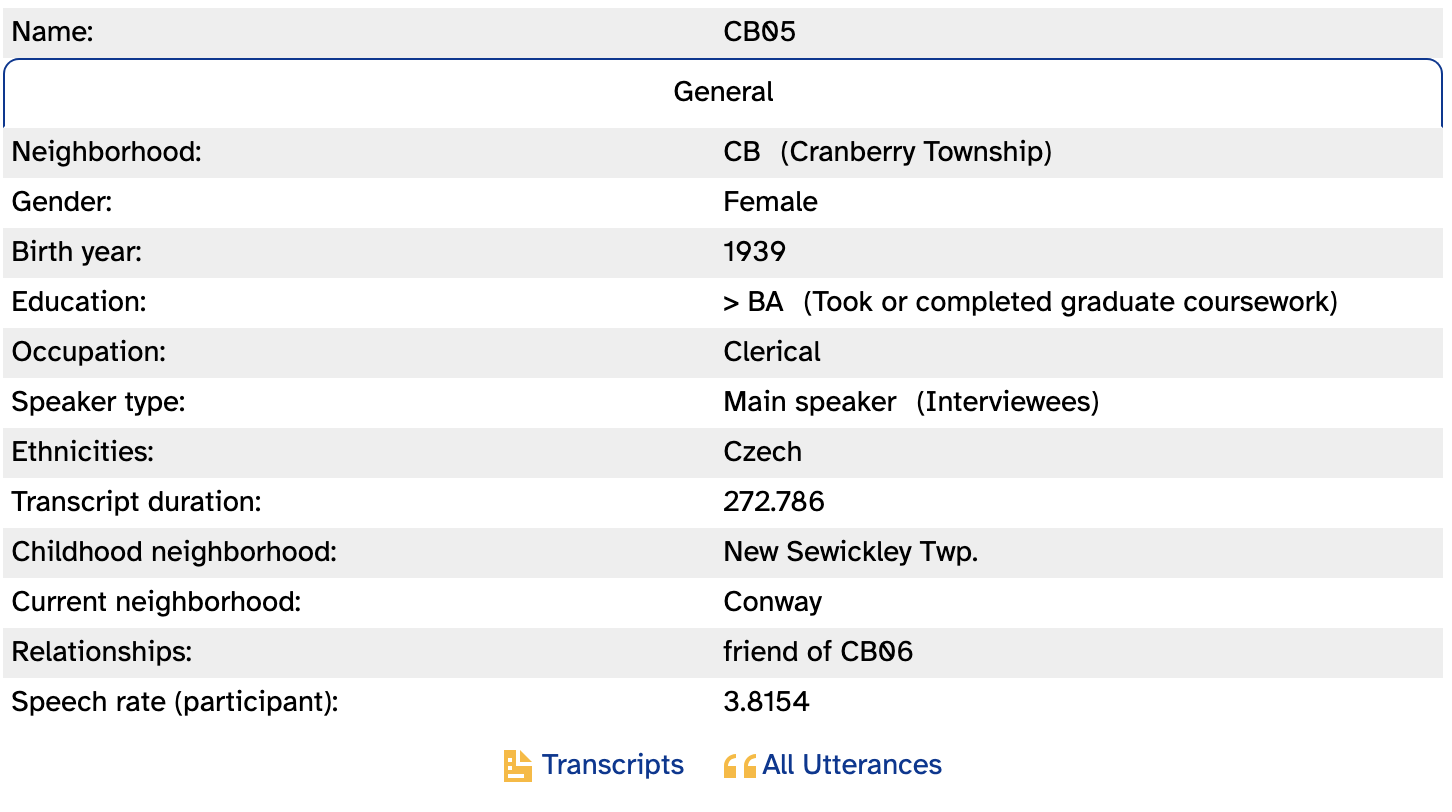 Name: CB05
General
Neighborhood: CB (Cranberry Township)
Gender: Female
Birth year: 1939
Education: > BA (Took or completed graduate coursework)
Occupation: Clerical
Speaker type: Main speaker (Interviewees)
Ethnicities: Czech
Transcript duration: 272.786
Childhood neighborhood: New Sewickley Twp.
Current neighborhood: Conway
Relationships: friend of CB06
Speech rate (participant): 3.8154
Transcripts All Utterances